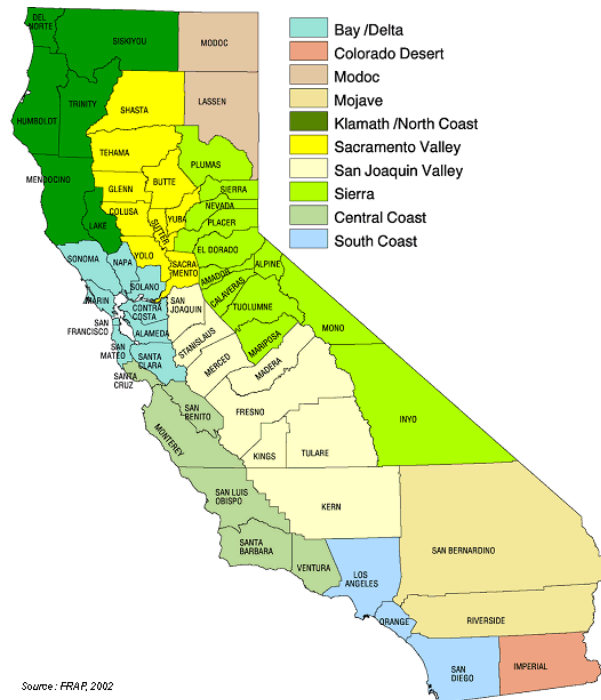 DEL
NORTE
SISKIYOU
MODOC
HUMBOLDT
TRINITY
SHASTA
LASSEN
TEHAMA
PLUMAS
MENDOCINO
GLENN
BUTTE
SIERRA
COLUSA
SUTTER
YUBA
NEVADA
PLACER
LAKE
SONOMA
NAPA
YOLO
SACRA
MENTO
EL DORADO
ALPINE
SOLANO
AMADOR
CALAVERAS
MARIN
CONTRA
COSTA
SAN
JOAQUIN
TUOLUMNE
MONO
SAN
FRANCISCO
ALAMEDA
STANISLAUS
MARIPOSA
SAN
MATEO
SANTA
CLARA
MERCED
MADERA
SANTA
CRUZ
SAN
BENITO
FRESNO
INYO
MONTEREY
KINGS
TULARE
SAN LUIS
OBISPO
KERN
SANTA
BARBARA
VENTURA
LOS
ANGELES
SAN BERNARDINO
ORANGE
RIVERSIDE
SAN
DIEGO
IMPERIAL
Bay /Delta
Colorado Desert
Modoc
Mojave
Klamath /North Coast
Sacramento Valley
San Joaquin Valley
Sierra
Central Coast
South Coast
Source: FRAP, 2002